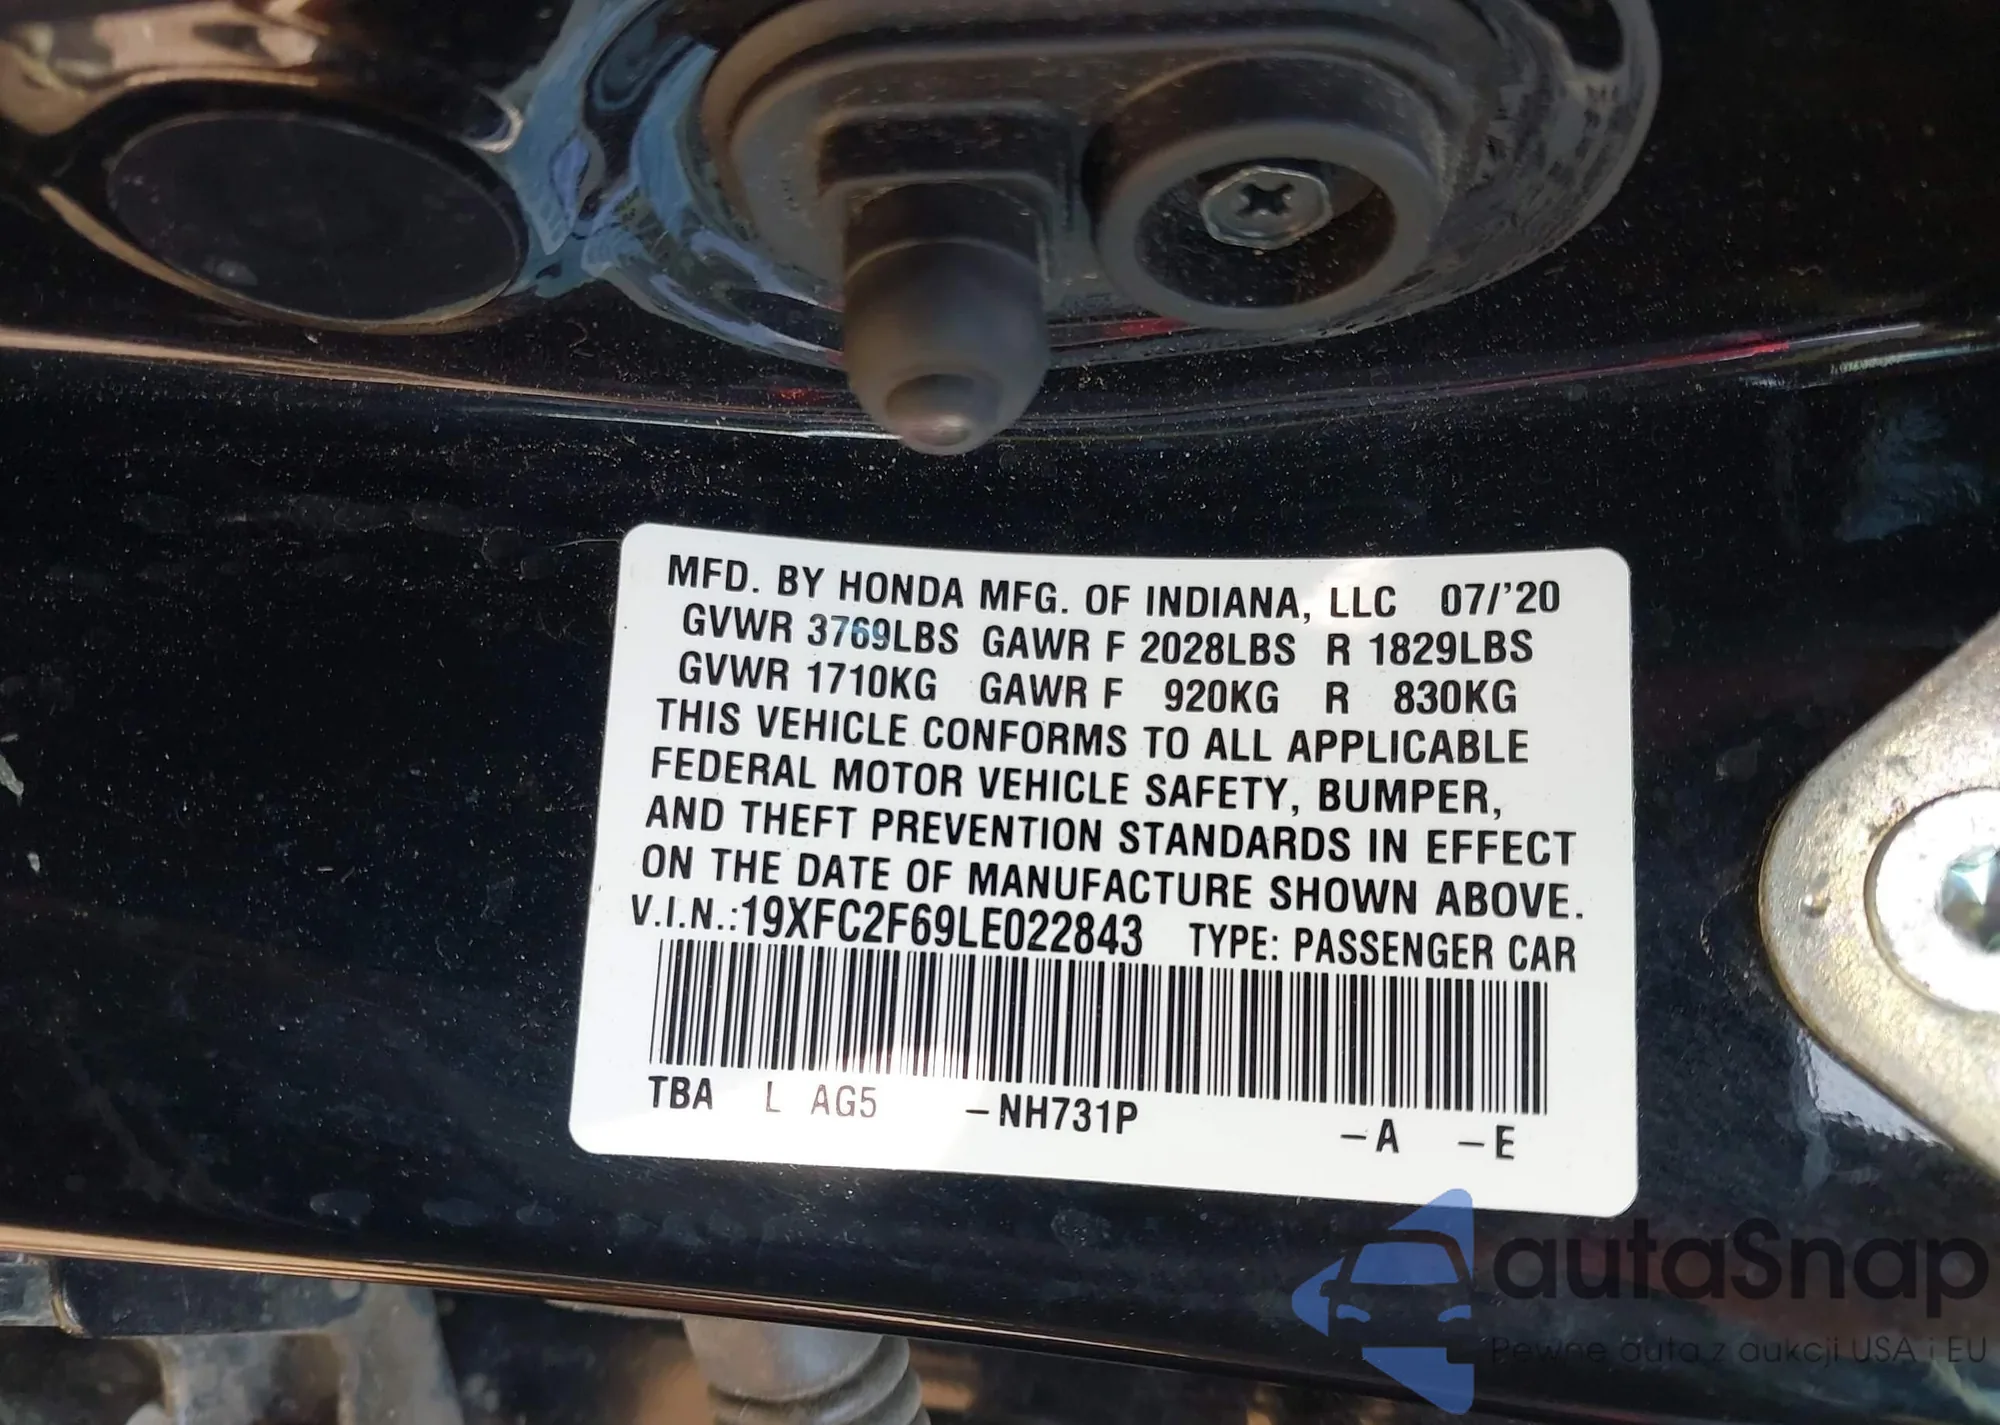 MFD. BY HONDA MFG. OF INDIANA, LLC 07/'20
GVWR 3769LBS GAWR F 2028LBS R 1829LBS
GVWR 1710KG GAWR F 920KG R 830KG
THIS VEHICLE CONFORMS TO ALL APPLICABLE
FEDERAL MOTOR VEHICLE SAFETY, BUMPER,
AND THEFT PREVENTION STANDARDS IN EFFECT
ON THE DATE OF MANUFACTURE SHOWN ABOVE.
V.I.N.:19XFC2F69LE022843 TYPE: PASSENGER CAR
TBA L AG5 -NH731P -A -E
autaSnap
Pewne auta z aukcji USA i EU